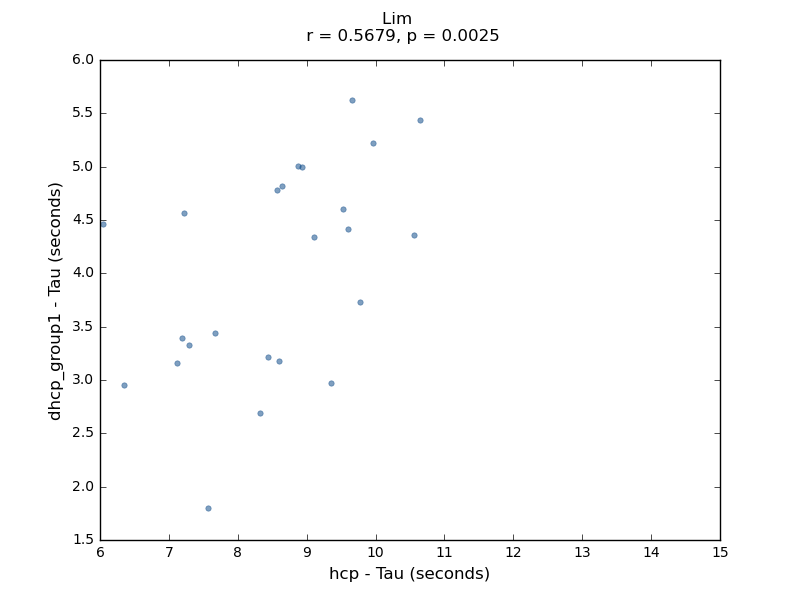 Lim
r = 0.5679, p = 0.0025
6.0
5.5
5.0
4.5
4.0
3.5
3.0
2.5
2.0
1.5
dhcp_group1 - Tau (seconds)
6 7 8 9 10 11 12 13 14 15
hcp - Tau (seconds)